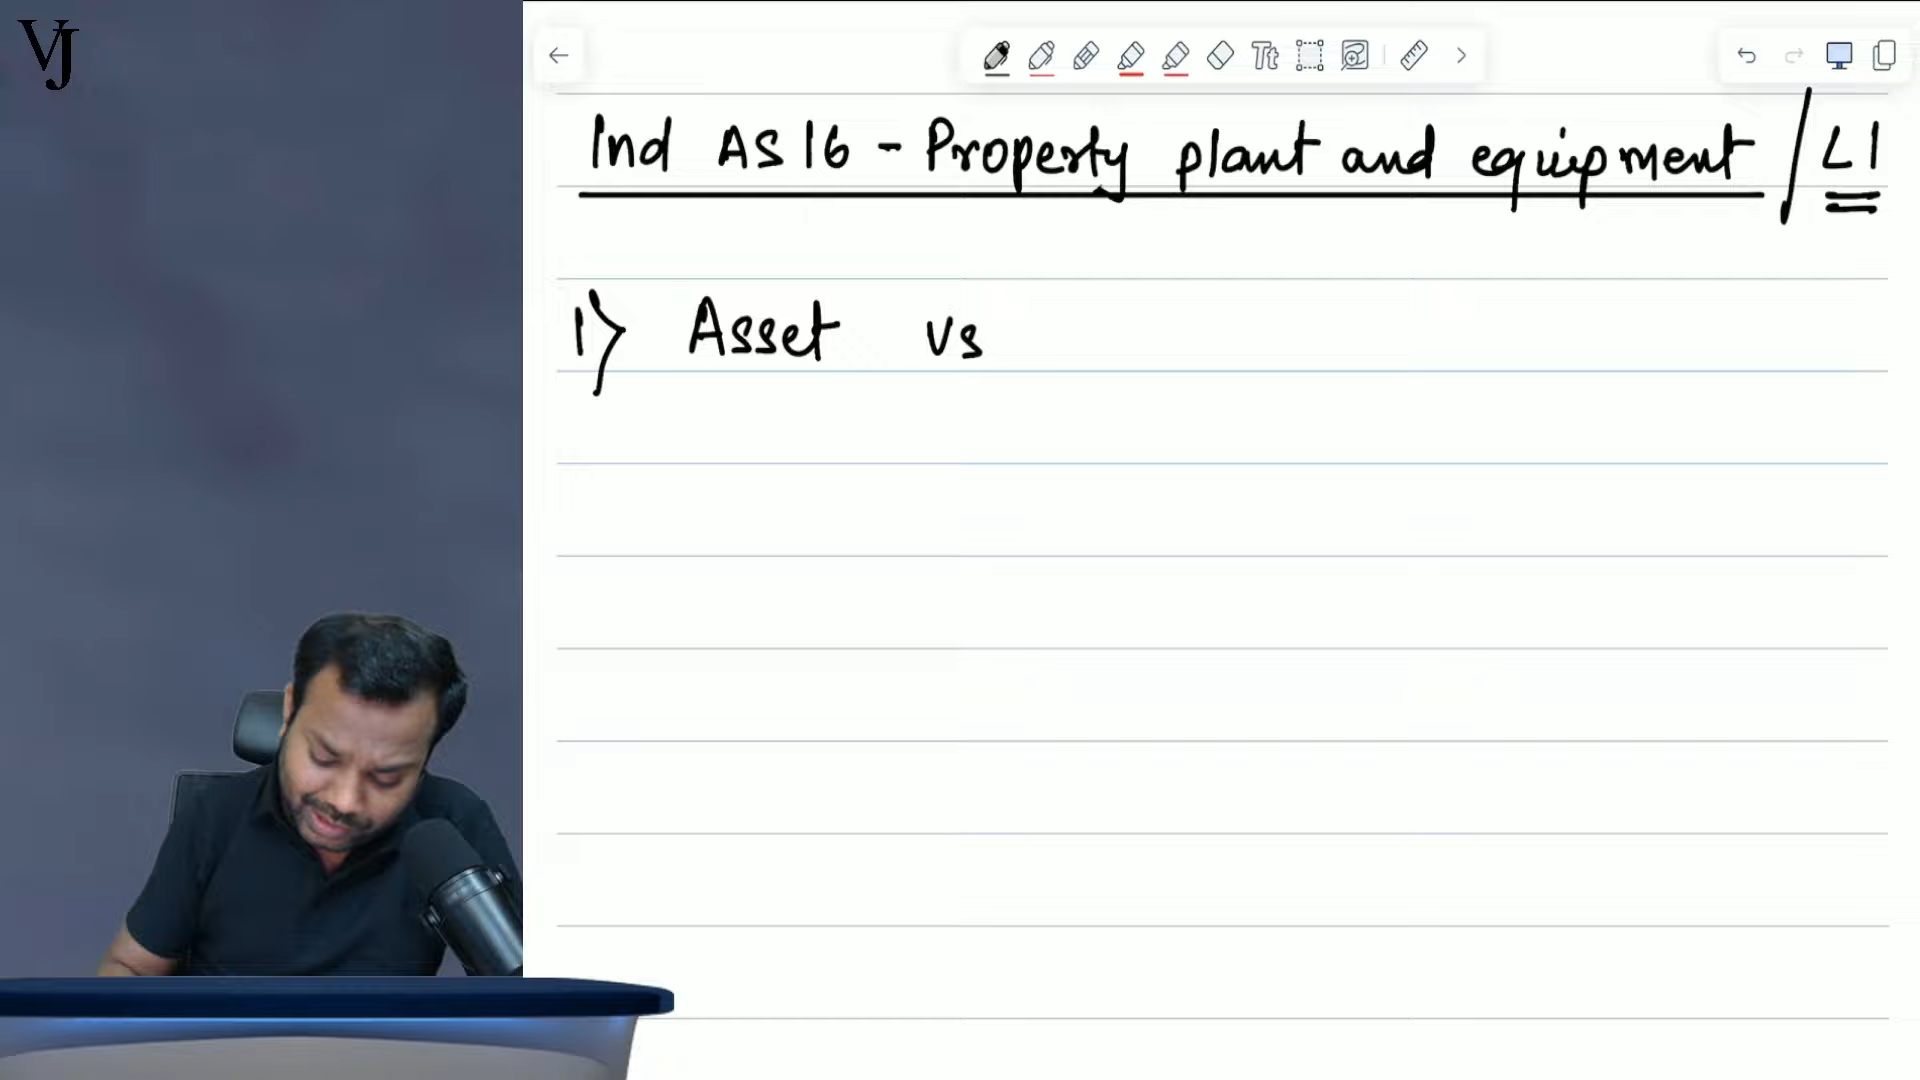 VJ
Ind AS 16 - Property plant and equipment / L1
1) Asset vs